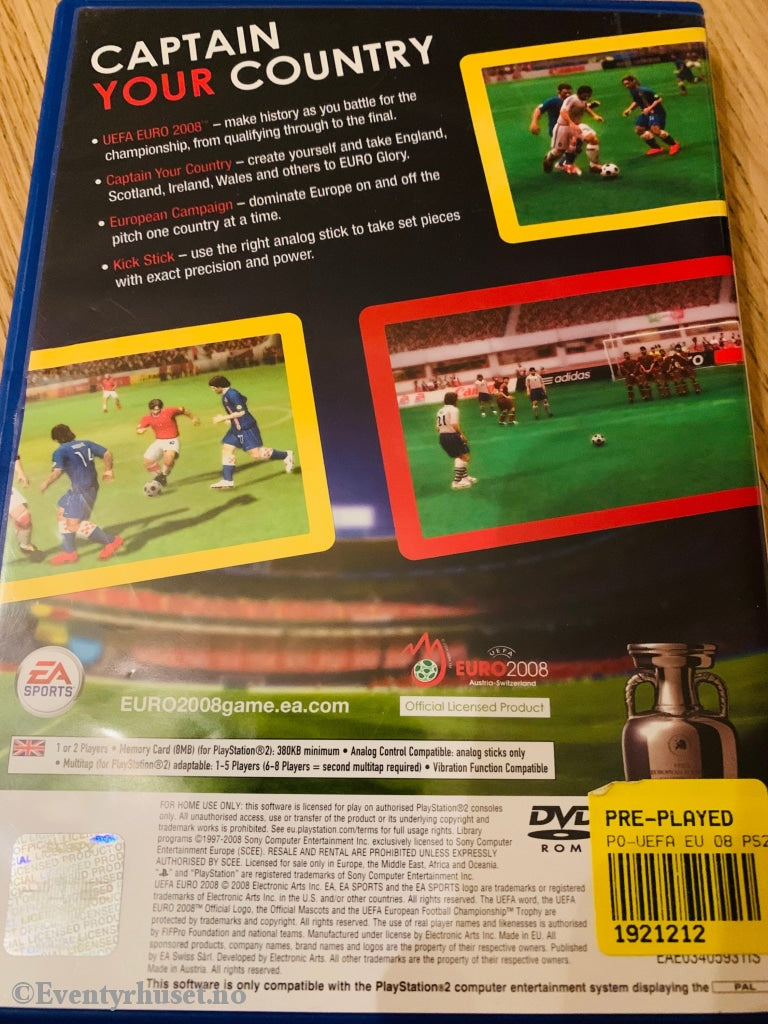 CAPTAIN
YOUR COUNTRY
• UEFA EURO 2008™ – make history as you battle for the
championship, from qualifying through to the final.
• Captain Your Country – create yourself and take England,
Scotland, Ireland, Wales and others to EURO Glory.
• European Campaign – dominate Europe on and off the
pitch one country at a time.
• Kick Stick – use the right analog stick to take set pieces
with exact precision and power.
14
21
adidas
EA
SPORTS
EURO2008game.ea.com
UEFA
EURO2008
Austria-Switzerland
Official Licensed Product
1 or 2 Players • Memory Card (8MB) (for PlayStation®2): 380KB minimum • Analog Control Compatible: analog sticks only
• Multitap (for PlayStation®2) adaptable: 1-5 Players (6-8 Players = second multitap required) • Vibration Function Compatible
FOR HOME USE ONLY: this software is licensed for play on authorised PlayStation®2 consoles
only. All unauthorised access, use or transfer of the product or its underlying copyright and
trademark works is prohibited. See eu.playstation.com/terms for full usage rights. Library
programs ©1997-2008 Sony Computer Entertainment Inc. exclusively licensed to Sony Computer
Entertainment Europe (SCEE). RESALE AND RENTAL ARE PROHIBITED UNLESS EXPRESSLY
AUTHORISED BY SCEE. Licensed for sale only in Europe, the Middle East, Africa and Oceania.
" " and "PlayStation" are registered trademarks of Sony Computer Entertainment Inc.
UEFA EURO 2008 © 2008 Electronic Arts Inc. EA, EA SPORTS and the EA SPORTS logo are trademarks or registered
trademarks of Electronic Arts Inc. in the U.S. and/or other countries. All rights reserved. The UEFA word, the UEFA
EURO 2008™ Official Logo, the Official Mascots and the UEFA European Football Championship™ Trophy are
protected by trademarks and copyright. All rights reserved. The use of real player names and likenesses is authorised
by FIFPro Foundation and national teams. Manufactured under license by Electronic Arts Inc. Made in EU. All
sponsored products, company names, brand names and logos are the property of their respective owners. Published
by EA Swiss Sàrl. Developed by Electronic Arts. All other trademarks are the property of their respective owners.
Made in Austria. All rights reserved.
DVD
ROM
PRE-PLAYED
PO-UEFA EU 08 PS2
1921212
EAE03405931IS
This software is only compatible with the PlayStation®2 computer entertainment system displaying the
PAL
©Eventyrhuset.no